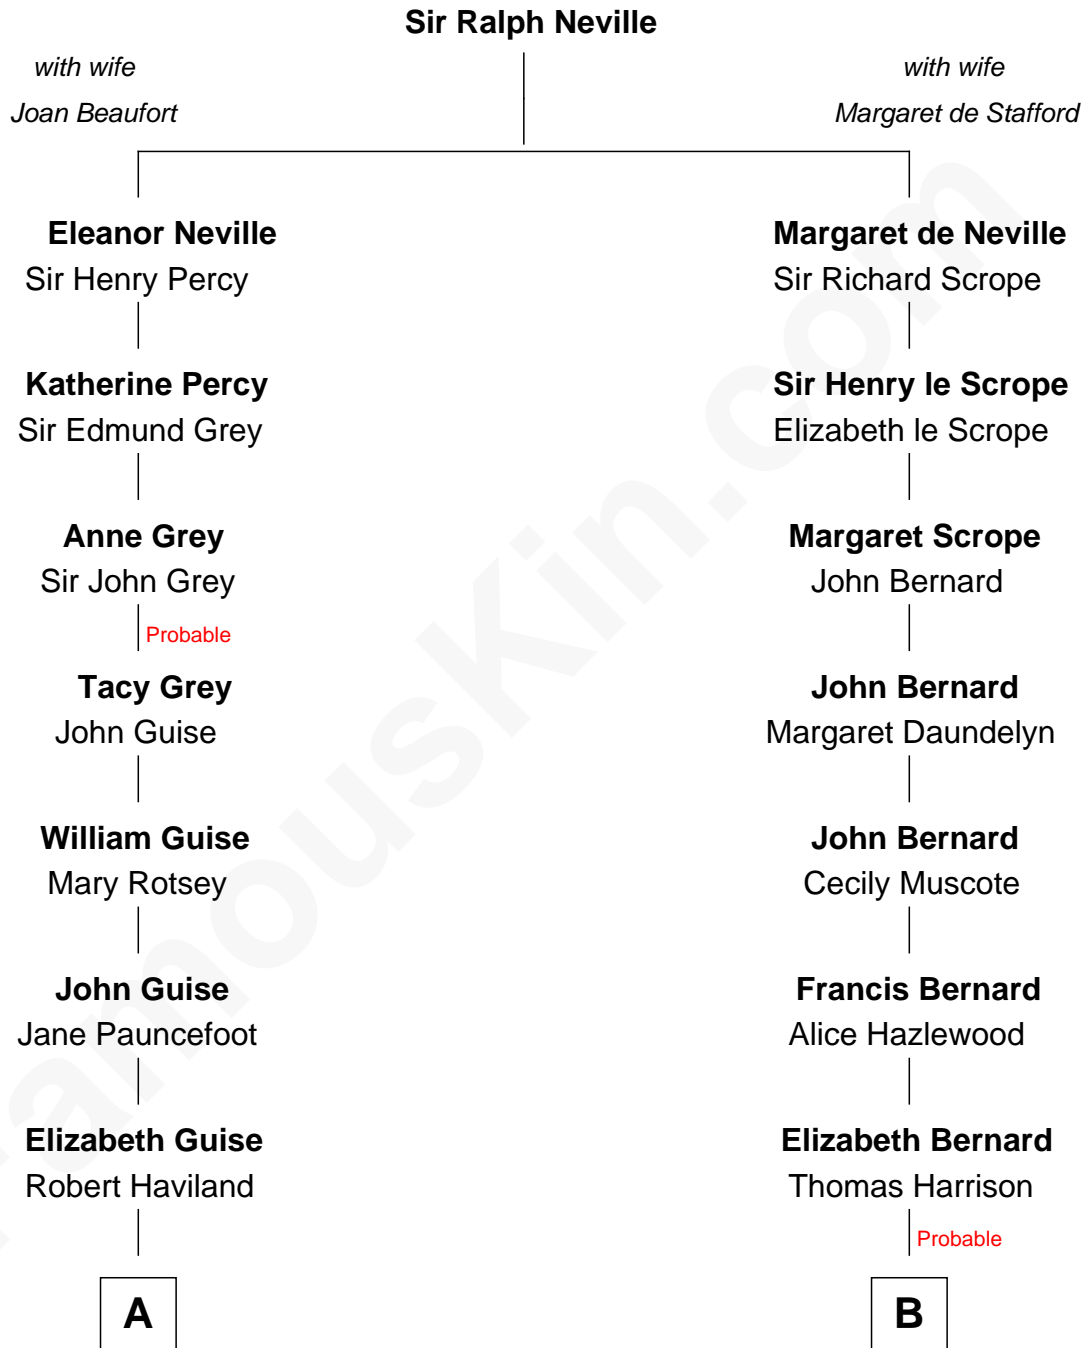 Sir Ralph Neville
with wife
Joan Beaufort
with wife
Margaret de Stafford
Eleanor Neville
Sir Henry Percy
Margaret de Neville
Sir Richard Scrope
Katherine Percy
Sir Edmund Grey
Sir Henry le Scrope
Elizabeth le Scrope
Anne Grey
Sir John Grey
Margaret Scrope
John Bernard
Probable
Tacy Grey
John Guise
John Bernard
Margaret Daundelyn
William Guise
Mary Rotsey
John Bernard
Cecily Muscote
John Guise
Jane Pauncefoot
Francis Bernard
Alice Hazlewood
Elizabeth Guise
Robert Haviland
Elizabeth Bernard
Thomas Harrison
Probable
A
B
FamousKin.com